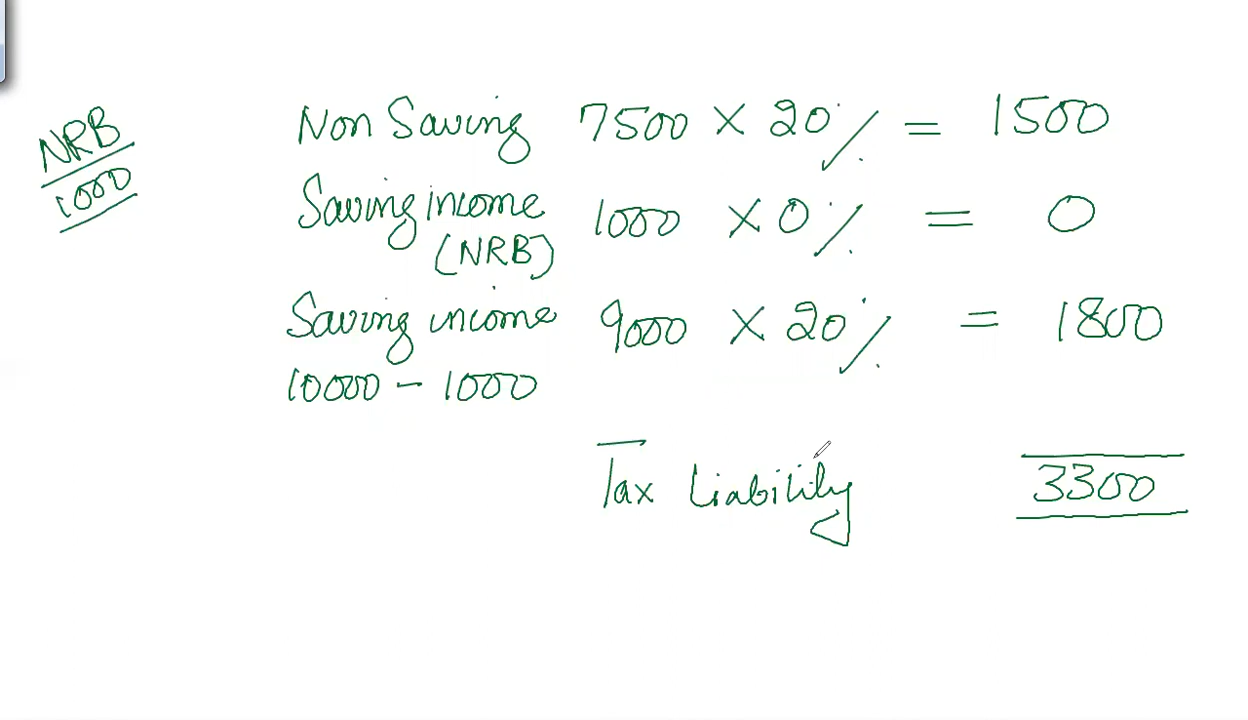 NRB
1000
Non Saving 7500 × 20% = 1500
Saving income 1000 × 0% = 0
(NRB)
Saving income 9000 × 20% = 1800
10000 - 1000
Tax Liability 3300